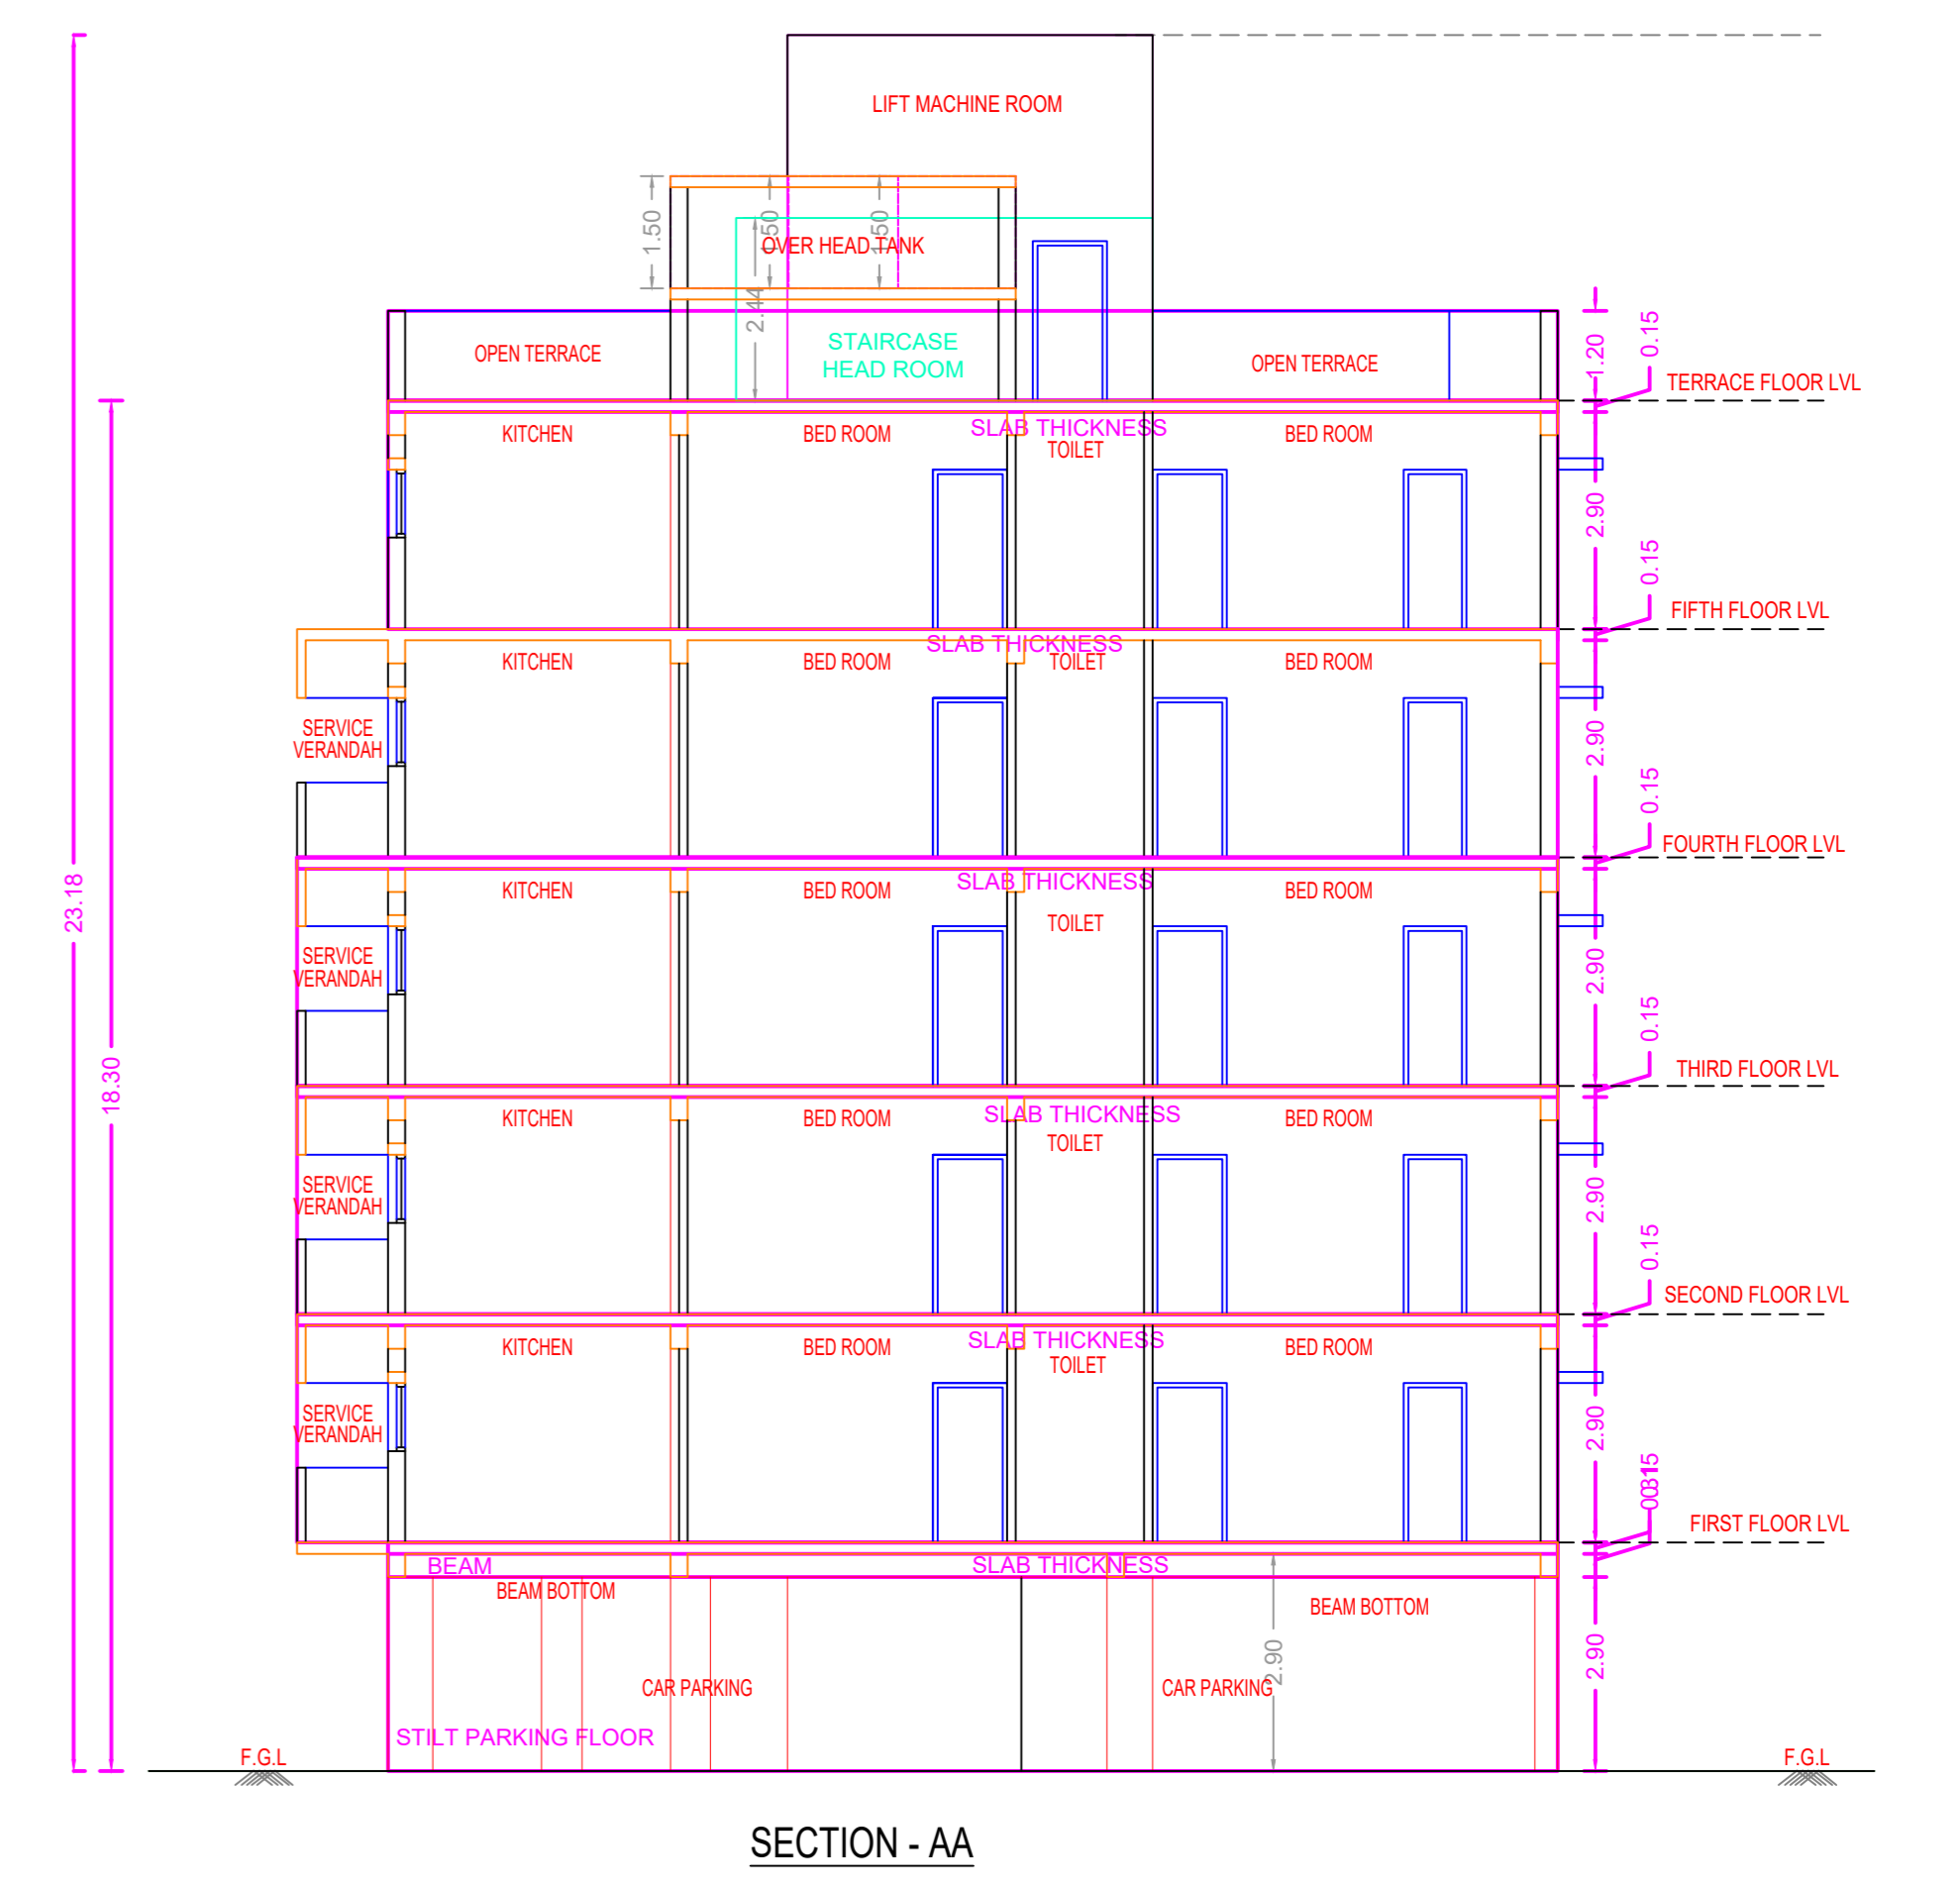 LIFT MACHINE ROOM
1.50
1.50
1.50
OVER HEAD TANK
2.44
STAIRCASE
HEAD ROOM
OPEN TERRACE
OPEN TERRACE
1.20
0.15
TERRACE FLOOR LVL
KITCHEN
BED ROOM
SLAB THICKNESS
TOILET
BED ROOM
2.90
0.15
FIFTH FLOOR LVL
SLAB THICKNESS
KITCHEN
BED ROOM
TOILET
BED ROOM
SERVICE
VERANDAH
2.90
0.15
FOURTH FLOOR LVL
SLAB THICKNESS
KITCHEN
BED ROOM
TOILET
BED ROOM
23.18
SERVICE
VERANDAH
2.90
0.15
THIRD FLOOR LVL
18.30
SLAB THICKNESS
KITCHEN
BED ROOM
TOILET
BED ROOM
SERVICE
VERANDAH
2.90
0.15
SECOND FLOOR LVL
SLAB THICKNESS
KITCHEN
BED ROOM
TOILET
BED ROOM
SERVICE
VERANDAH
2.90
FIRST FLOOR LVL
BEAM
SLAB THICKNESS
BEAM BOTTOM
BEAM BOTTOM
2.90
2.90
CAR PARKING
CAR PARKING
STILT PARKING FLOOR
F.G.L
F.G.L
SECTION - AA